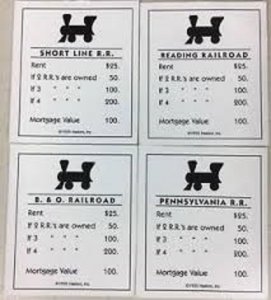 SHORT LINE R.R.
Rent $25.
If 2 R.R.'s are owned 50.
If 3 " " " 100.
If 4 " " " 200.
Mortgage Value 100.
READING RAILROAD
Rent $25.
If 2 R.R.'s are owned 50.
If 3 " " " 100.
If 4 " " " 200.
Mortgage Value 100.
B. & O. RAILROAD
Rent $25.
If 2 R.R.'s are owned 50.
If 3 " " " 100.
If 4 " " " 200.
Mortgage Value 100.
PENNSYLVANIA R.R.
Rent $25.
If 2 R.R.'s are owned 50.
If 3 " " " 100.
If 4 " " " 200.
Mortgage Value 100.